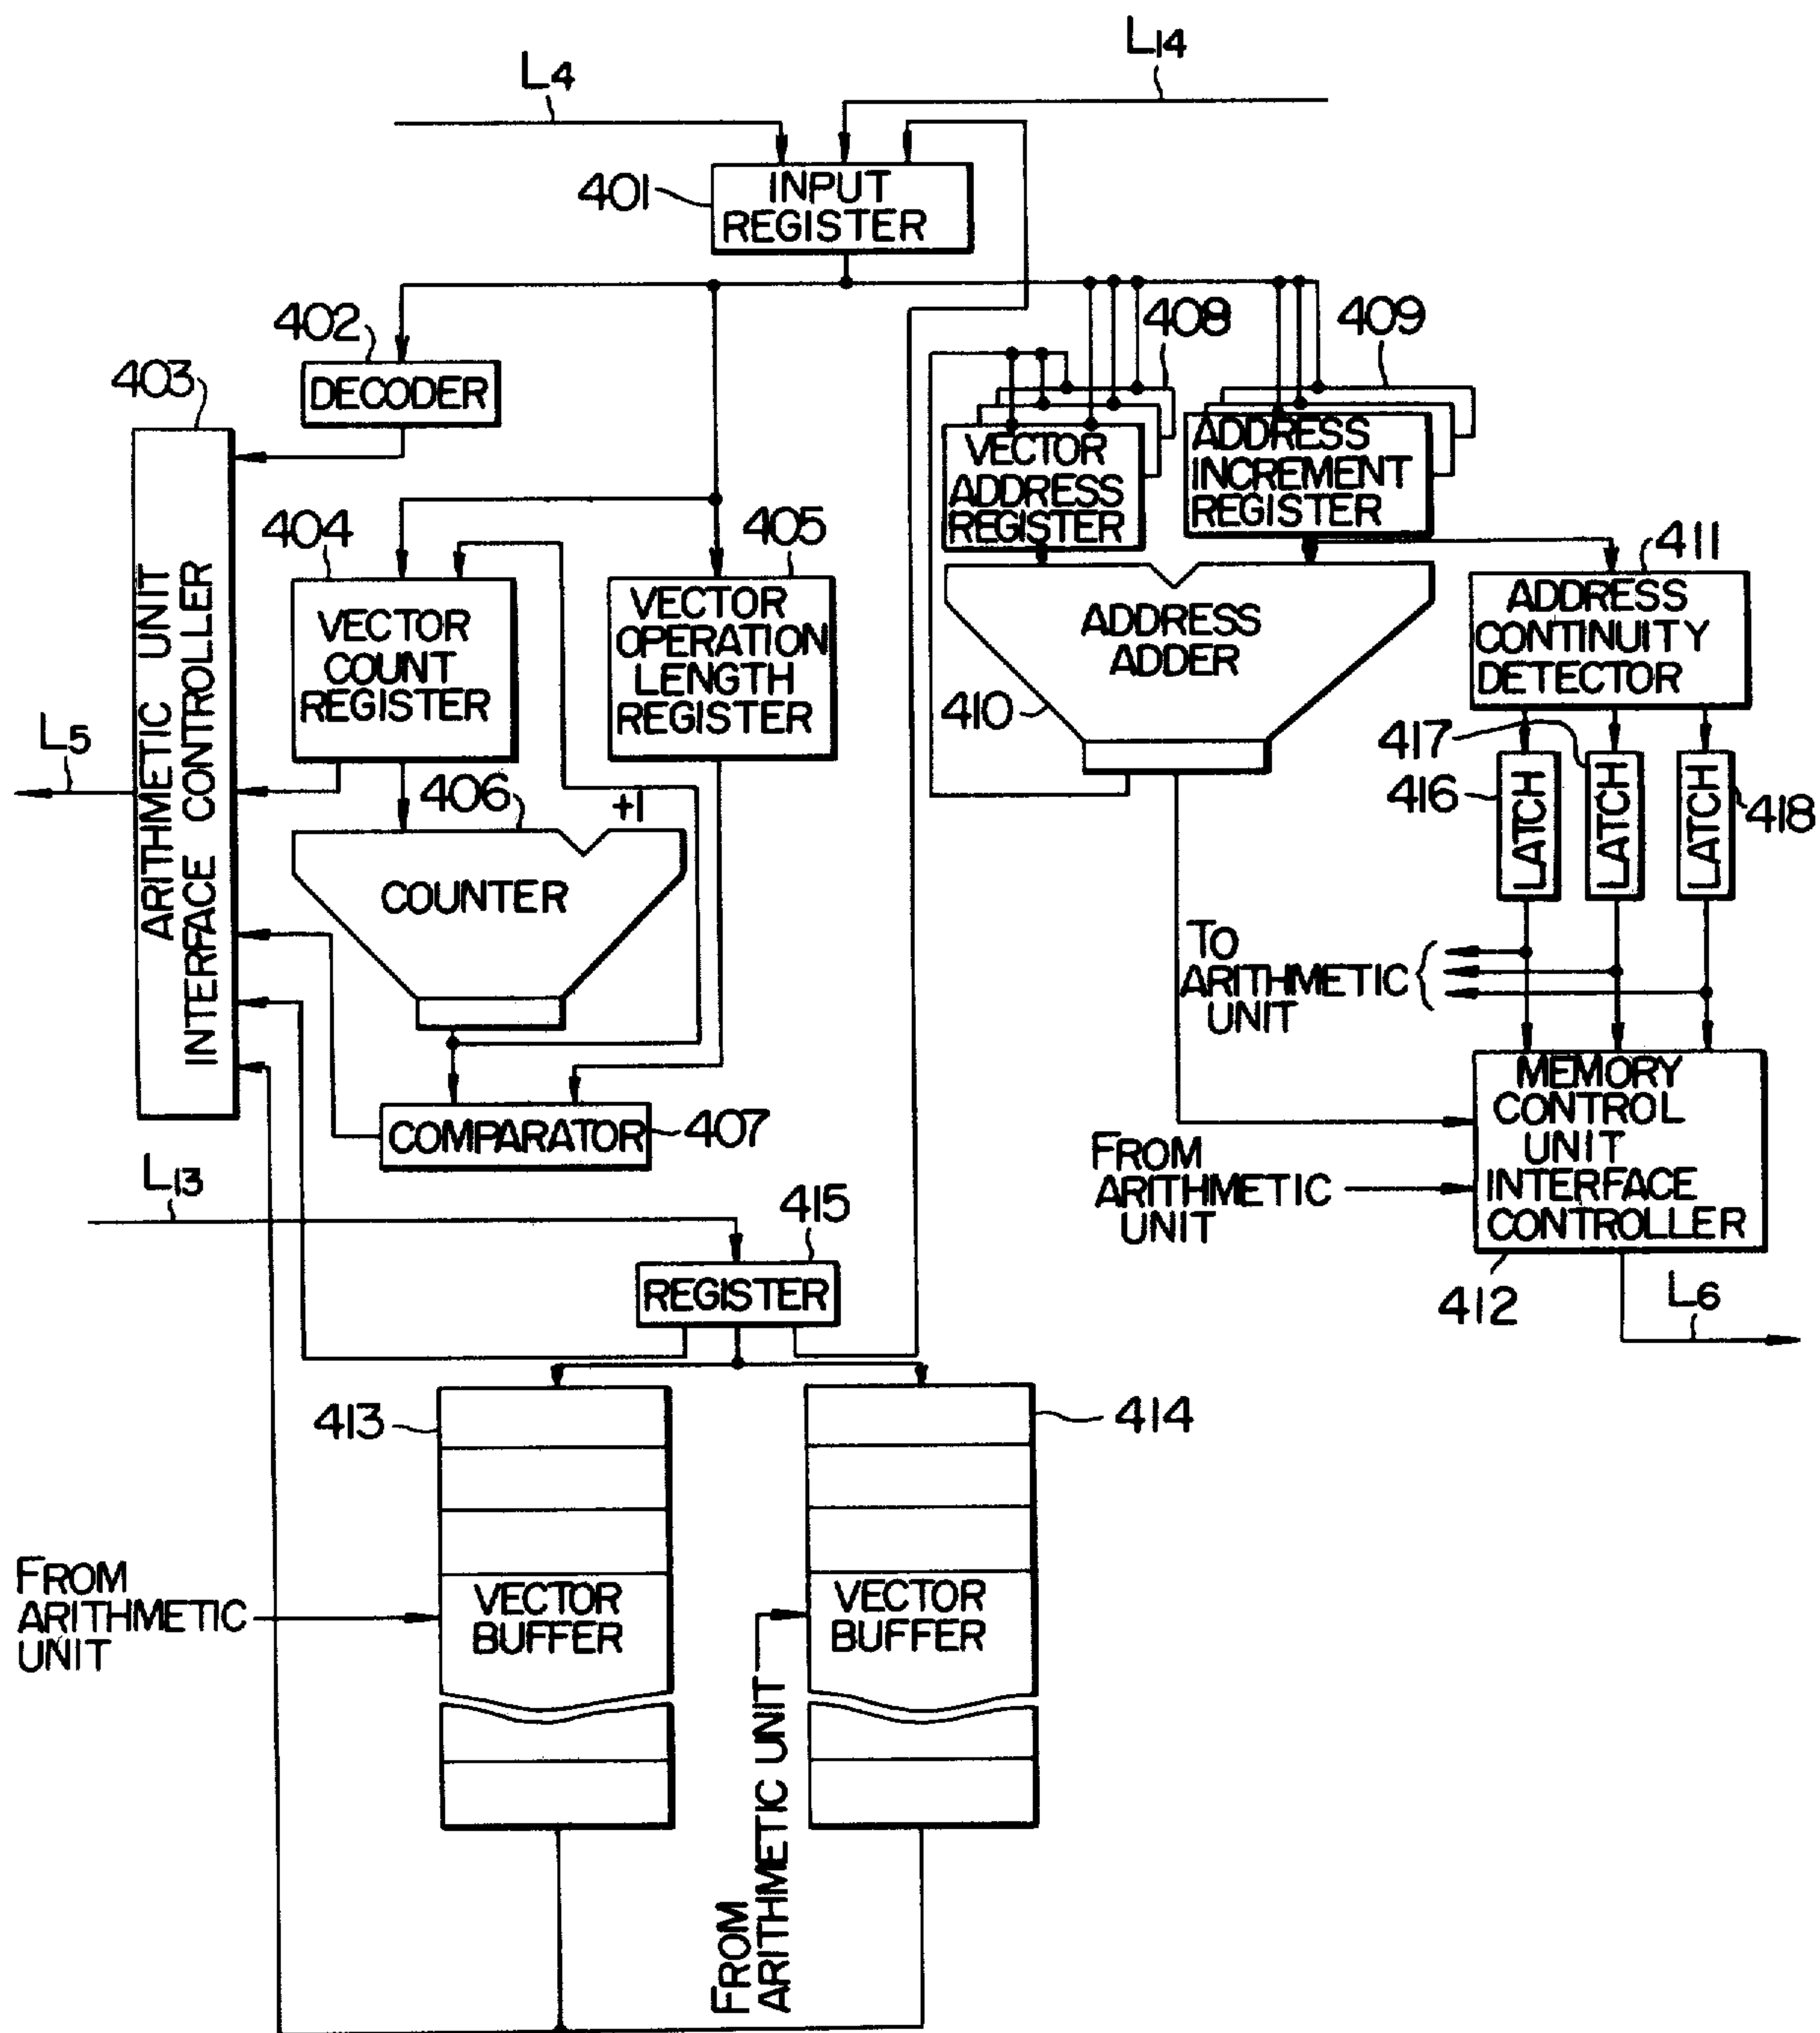 L4
L14
401
INPUT
REGISTER
402
408
409
403
DECODER
ARITHMETIC UNIT
INTERFACE CONTROLLER
VECTOR
ADDRESS
REGISTER
ADDRESS
INCREMENT
REGISTER
404
405
411
VECTOR
COUNT
REGISTER
VECTOR
OPERATION
LENGTH
REGISTER
ADDRESS
ADDER
410
ADDRESS
CONTINUITY
DETECTOR
L5
406
+1
417
416
LATCH
LATCH
LATCH
418
COUNTER
TO
ARITHMETIC
UNIT
COMPARATOR
407
MEMORY
CONTROL
UNIT
INTERFACE
CONTROLLER
FROM
ARITHMETIC
UNIT
L13
415
REGISTER
412
L6
413
414
FROM
ARITHMETIC
UNIT
VECTOR
BUFFER
VECTOR
BUFFER
FROM
ARITHMETIC UNIT